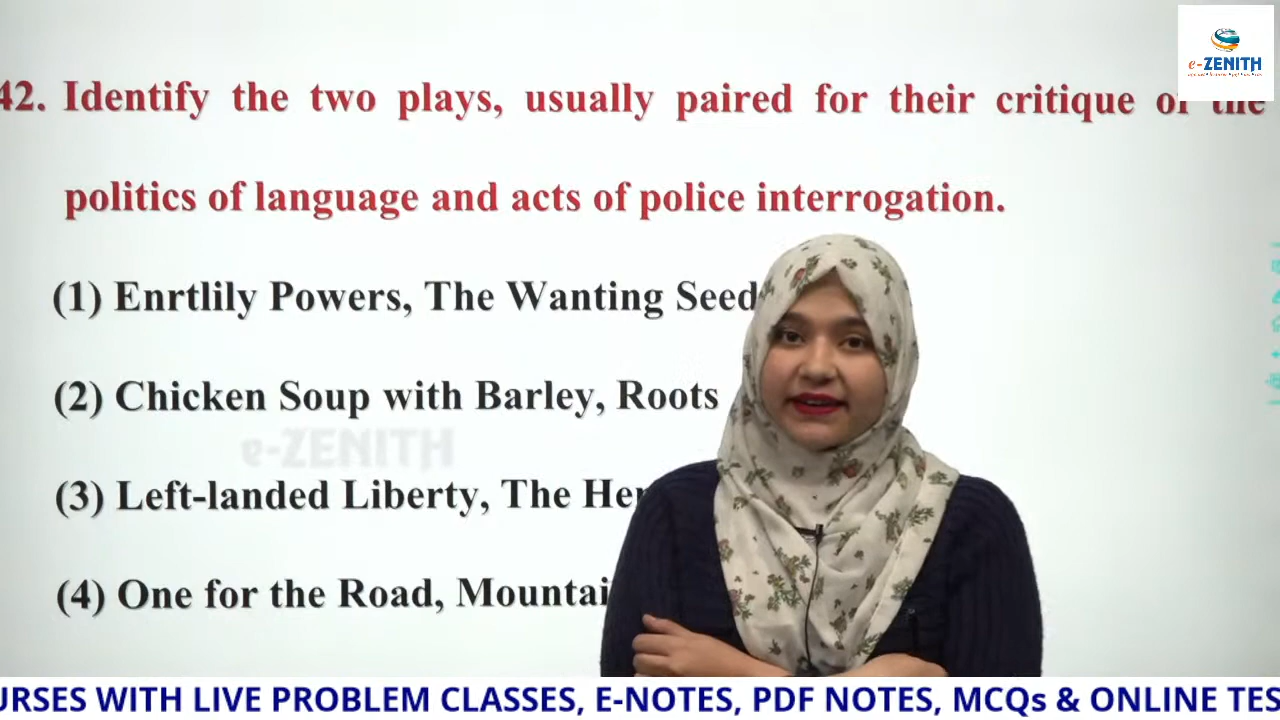 e-ZENITH
42. Identify the two plays, usually paired for their critique of the
politics of language and acts of police interrogation.
(1) Enrtlily Powers, The Wanting Seed
(2) Chicken Soup with Barley, Roots
e-ZENITH
(3) Left-landed Liberty, The Her
(4) One for the Road, Mountai
URSES WITH LIVE PROBLEM CLASSES, E-NOTES, PDF NOTES, MCQs & ONLINE TES